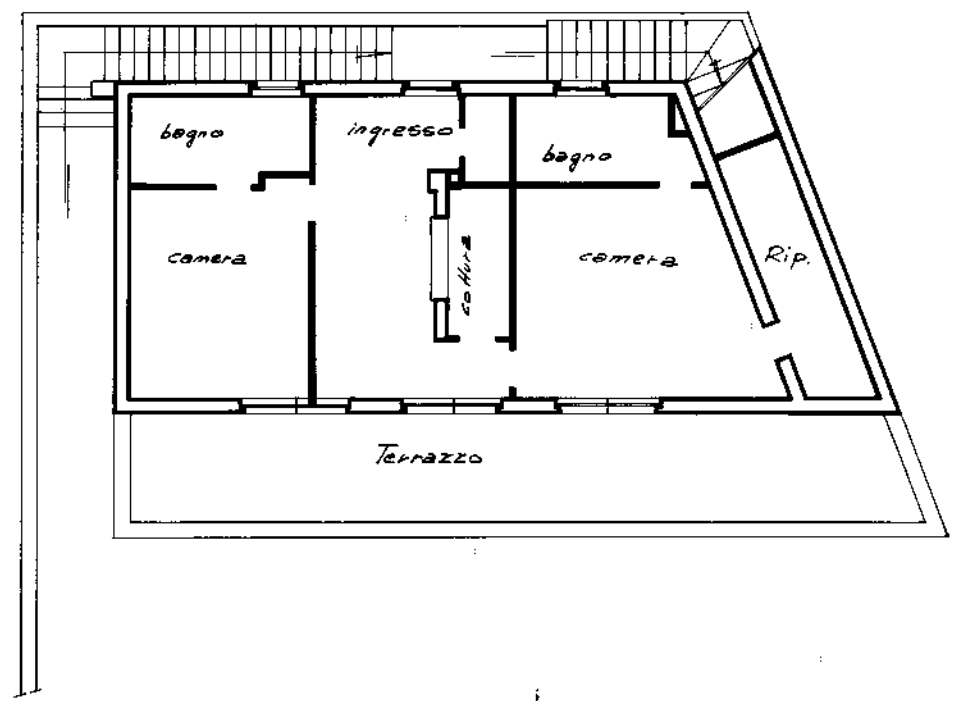 bagno
ingresso
bagno
camera
cottura
camera
Rip.
Terrazzo